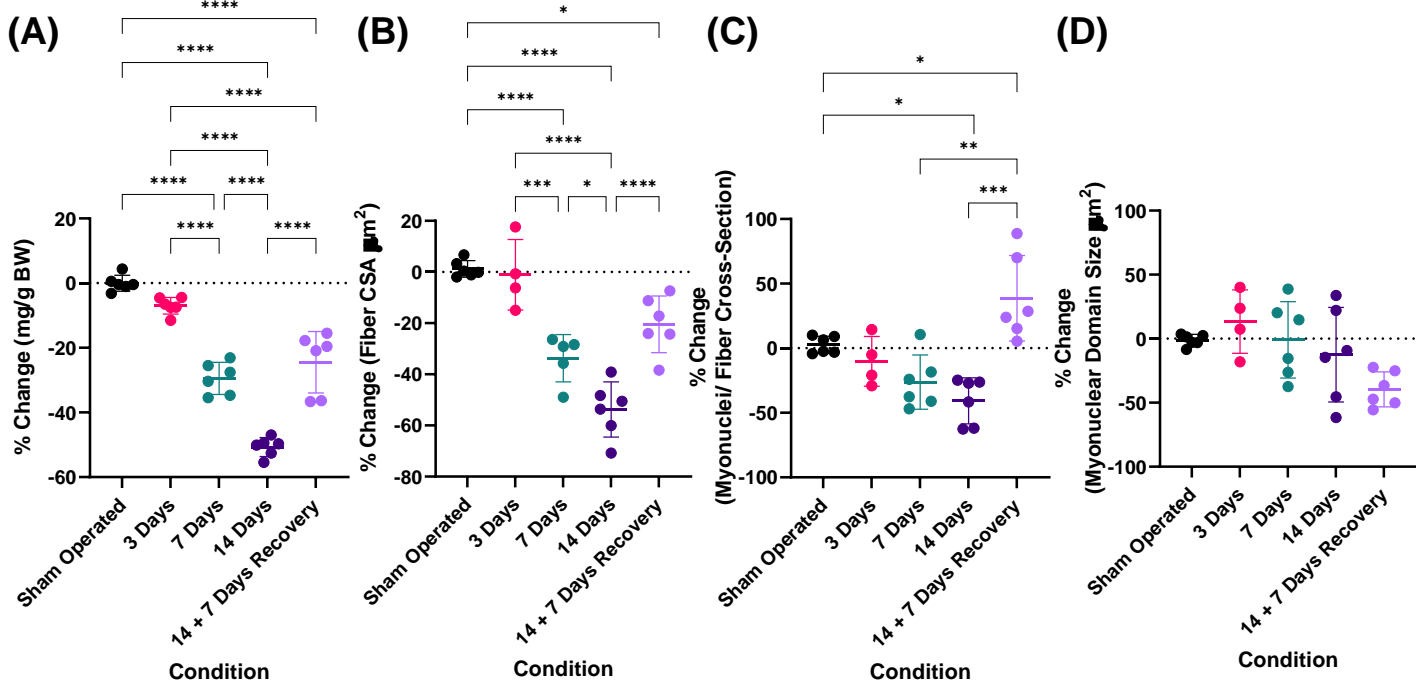 (A)
****
****
****
****
****
****
****
****
% Change (mg/g BW)
20
0
-20
-40
-60
Sham Operated
3 Days
7 Days
14 Days
14 + 7 Days Recovery
Condition
(B)
*
****
****
****
***
*
****
% Change (Fiber CSA µm²)
20
0
-20
-40
-60
-80
Sham Operated
3 Days
7 Days
14 Days
14 + 7 Days Recovery
Condition
(C)
*
*
**
***
% Change
(Myonuclei/ Fiber Cross-Section)
100
50
0
-50
-100
Sham Operated
3 Days
7 Days
14 Days
14 + 7 Days Recovery
Condition
(D)
% Change
(Myonuclear Domain Size µm²)
100
50
0
-50
-100
Sham Operated
3 Days
7 Days
14 Days
14 + 7 Days Recovery
Condition